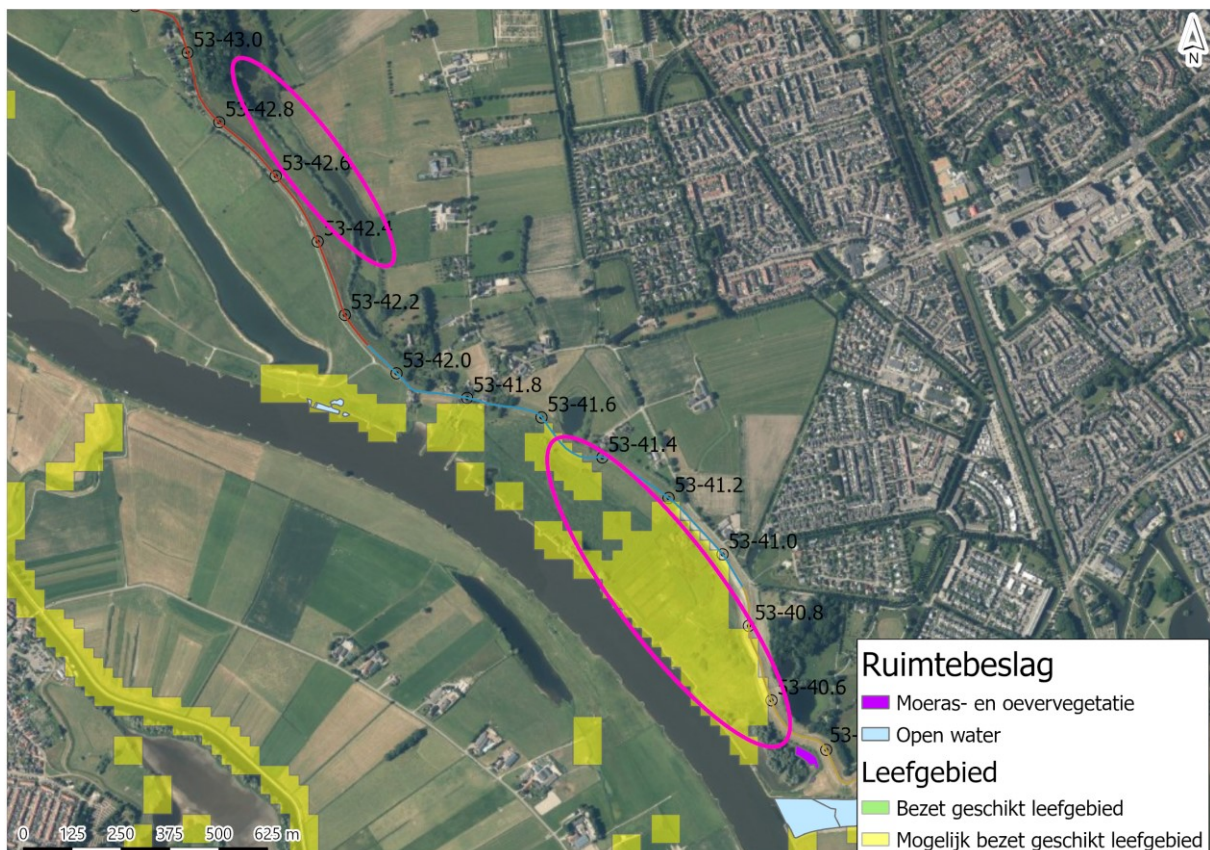 53-43.0
N
53-42.8
53-42.6
53-42.4
53-42.2
53-42.0
53-41.8
53-41.6
53-41.4
53-41.2
53-41.0
53-40.8
53-40.6
53-
Ruimtebeslag
Moeras- en oevervegetatie
Open water
Leefgebied
Bezet geschikt leefgebied
Mogelijk bezet geschikt leefgebied
0 125 250 375 500 625 m